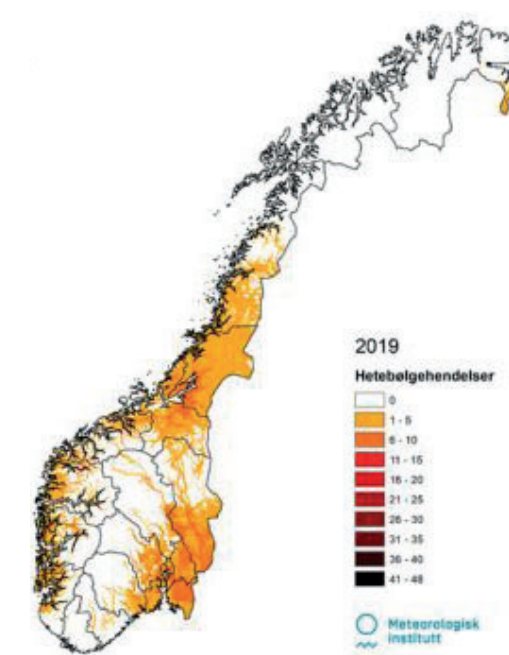 2019
Hetebølgehendelser
0
1 - 5
6 - 10
11 - 15
16 - 20
21 - 25
26 - 30
31 - 35
36 - 40
41 - 48
Meteorologisk
institutt